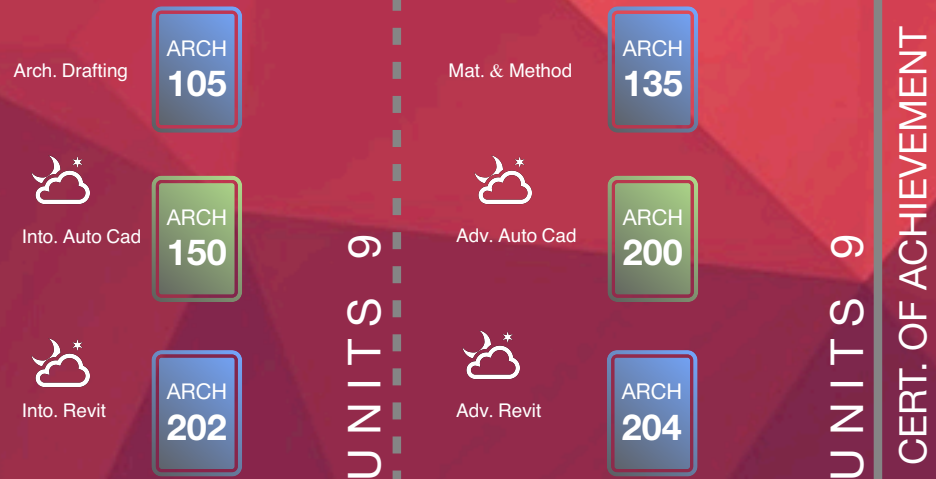 Arch. Drafting
ARCH
105
Into. Auto Cad
ARCH
150
Into. Revit
ARCH
202
UNITS 9
Mat. & Method
ARCH
135
Adv. Auto Cad
ARCH
200
Adv. Revit
ARCH
204
UNITS 9
CERT. OF ACHIEVEMENT